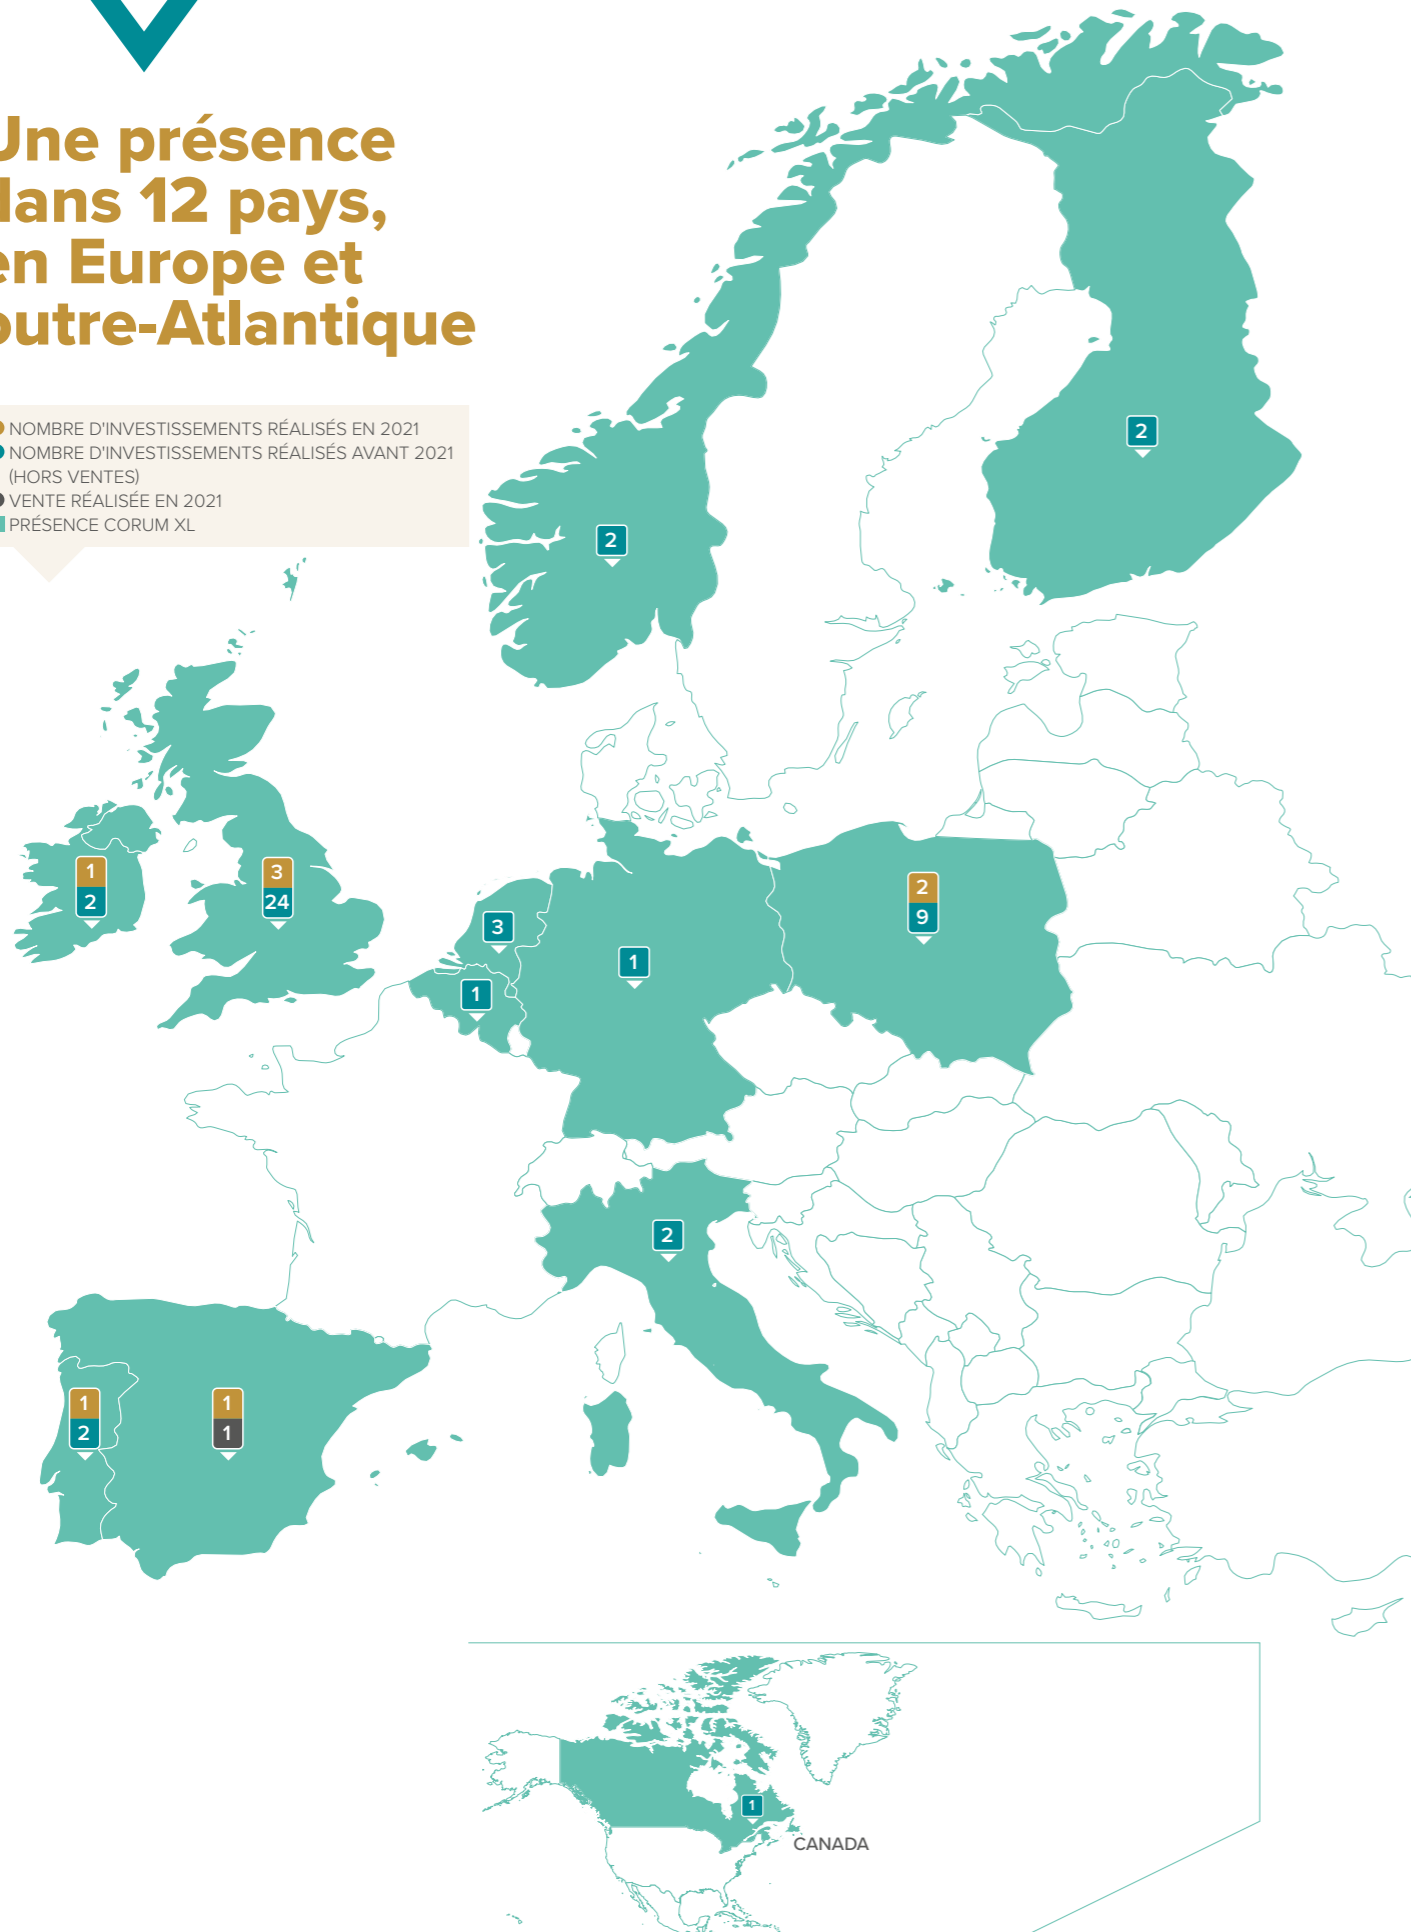 Une présence
dans 12 pays,
en Europe et
outre-Atlantique
NOMBRE D'INVESTISSEMENTS RÉALISÉS EN 2021
NOMBRE D'INVESTISSEMENTS RÉALISÉS AVANT 2021
(HORS VENTES)
VENTE RÉALISÉE EN 2021
PRÉSENCE CORUM XL
2
2
1
2
3
24
3
1
1
2
9
2
1
2
1
1
1
CANADA